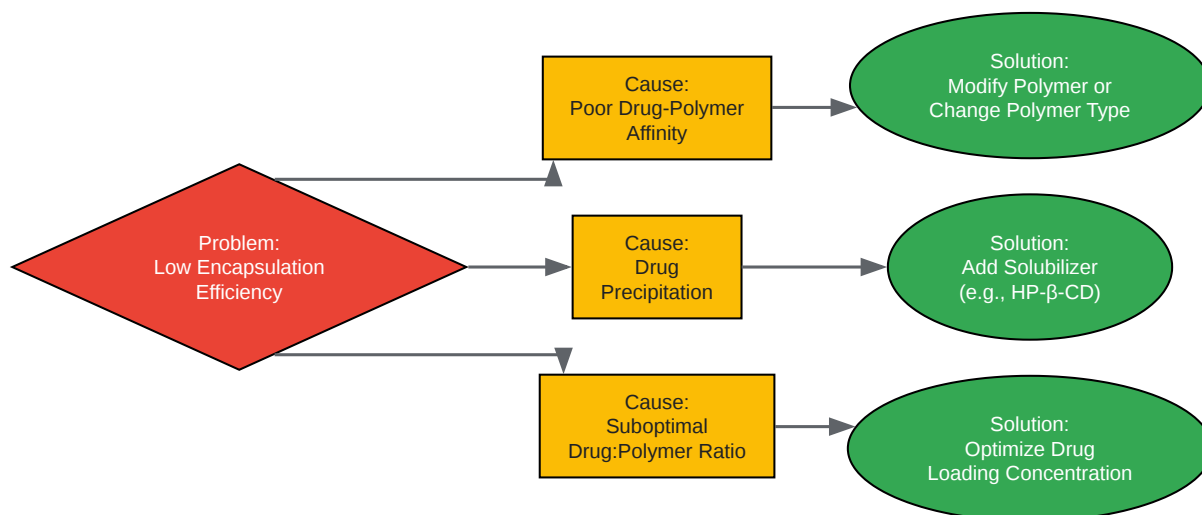 Problem:
Low Encapsulation
Efficiency
Cause:
Poor Drug-Polymer
Affinity
Solution:
Modify Polymer or
Change Polymer Type
Cause:
Drug
Precipitation
Solution:
Add Solubilizer
(e.g., HP-β-CD)
Cause:
Suboptimal
Drug:Polymer Ratio
Solution:
Optimize Drug
Loading Concentration